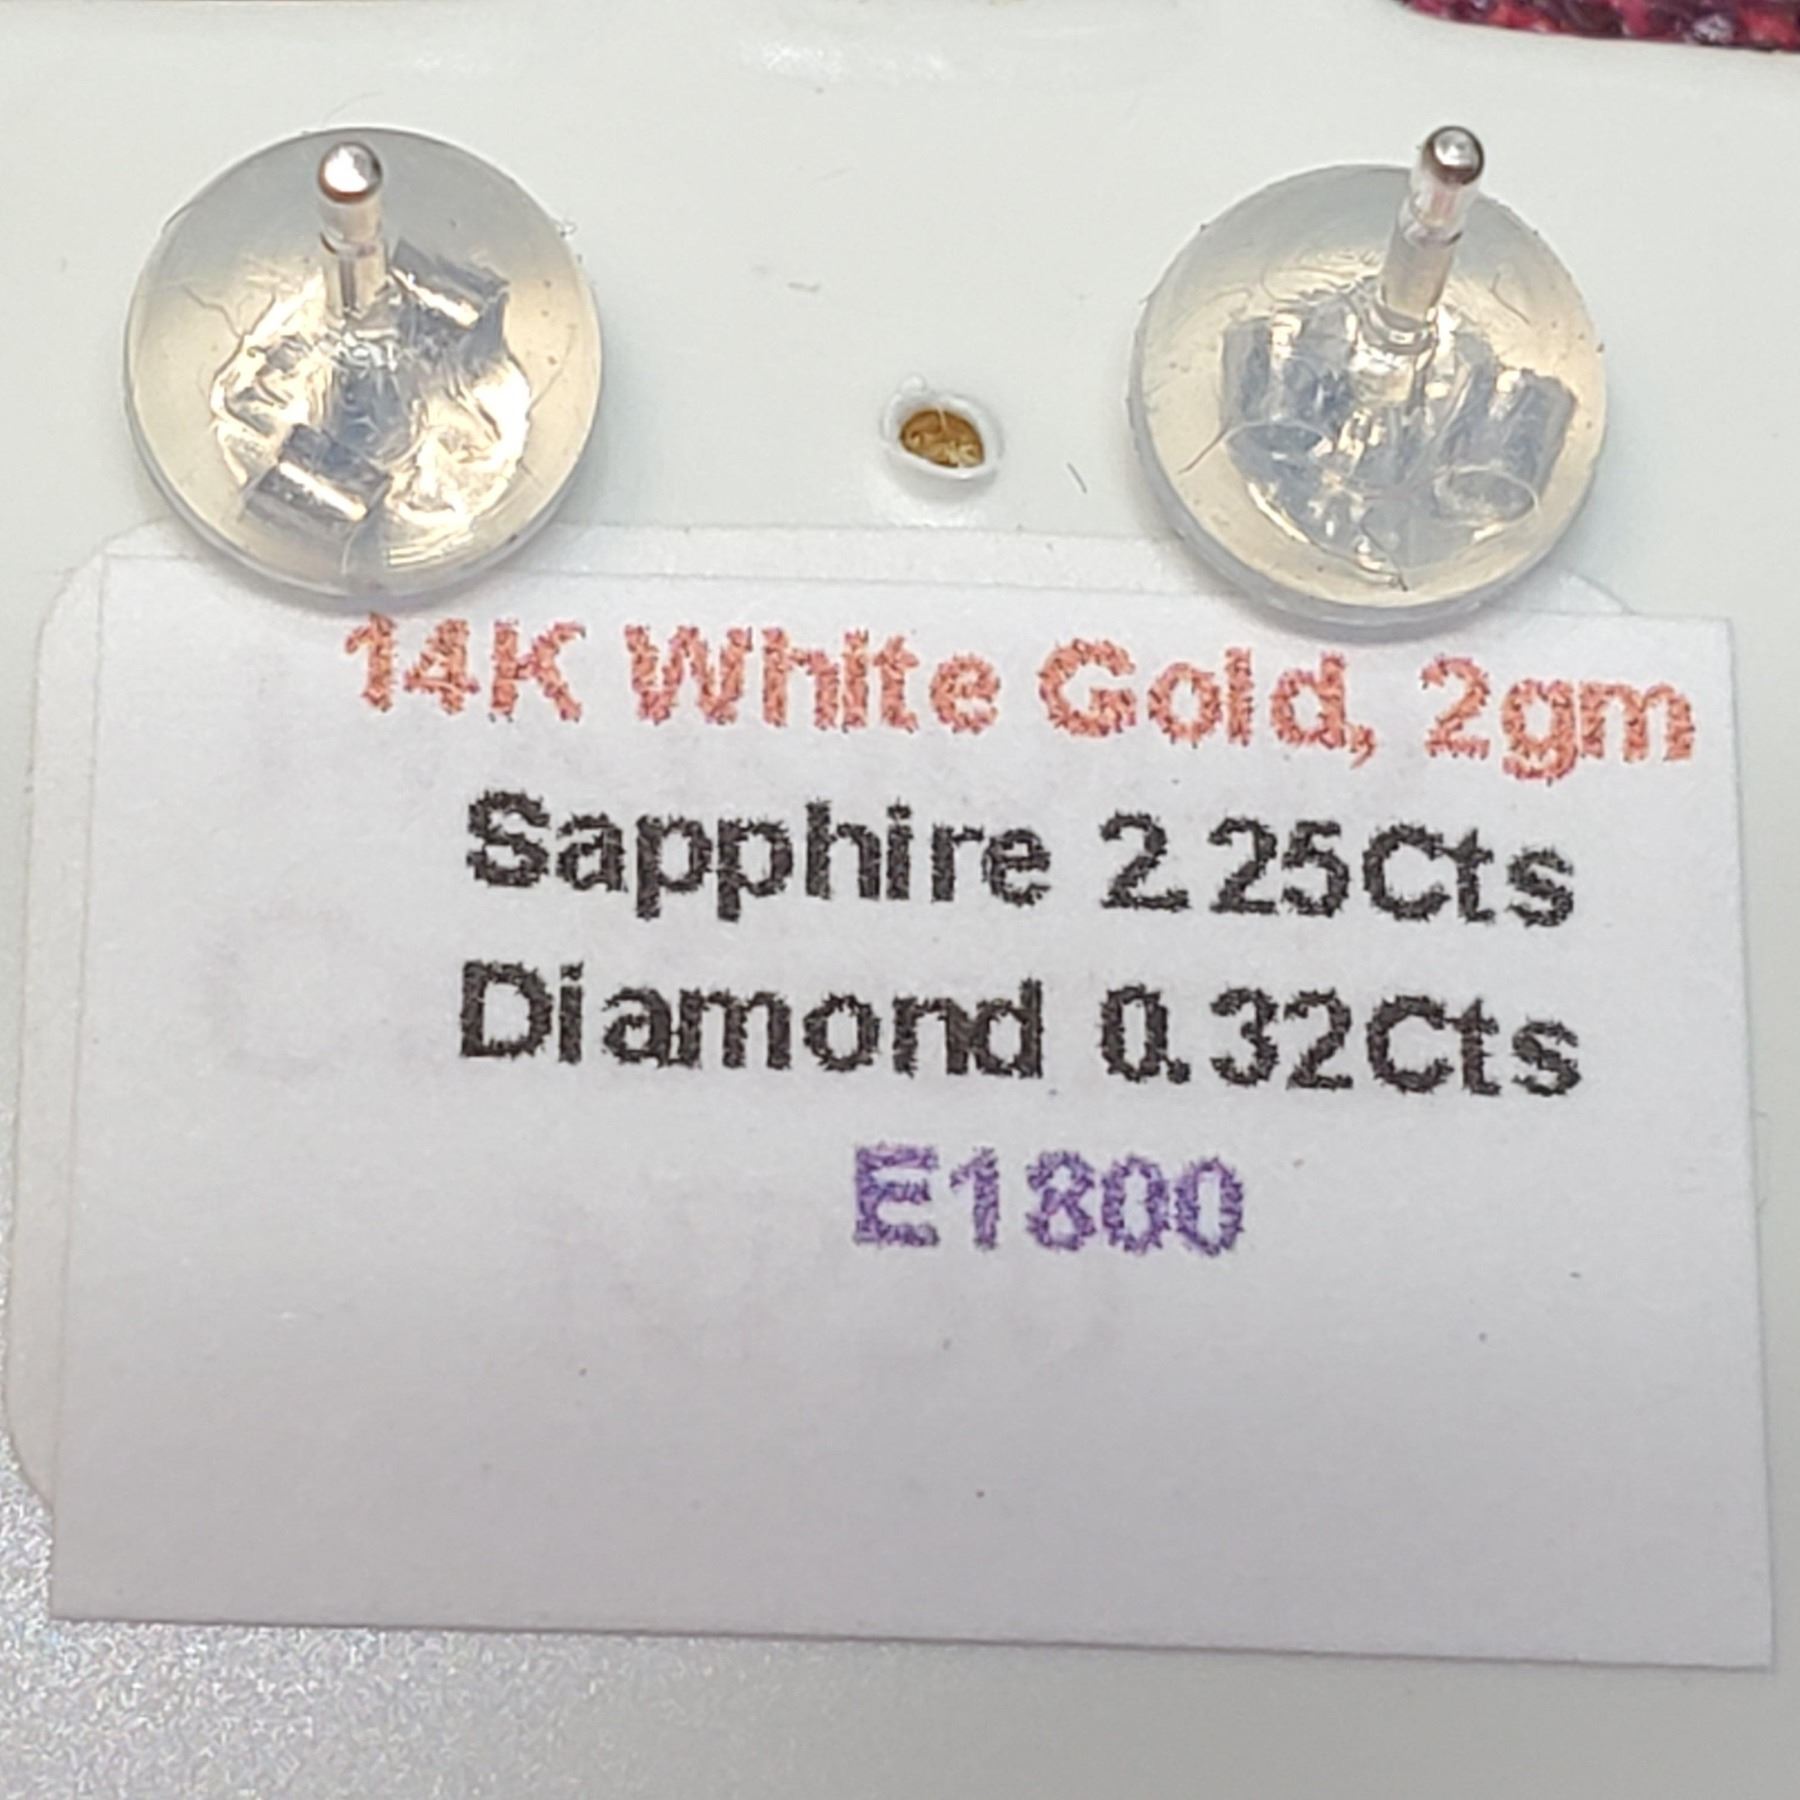 14K White Gold, 2gm
Sapphire 2.25Cts
Diamond 0.32Cts
E1800